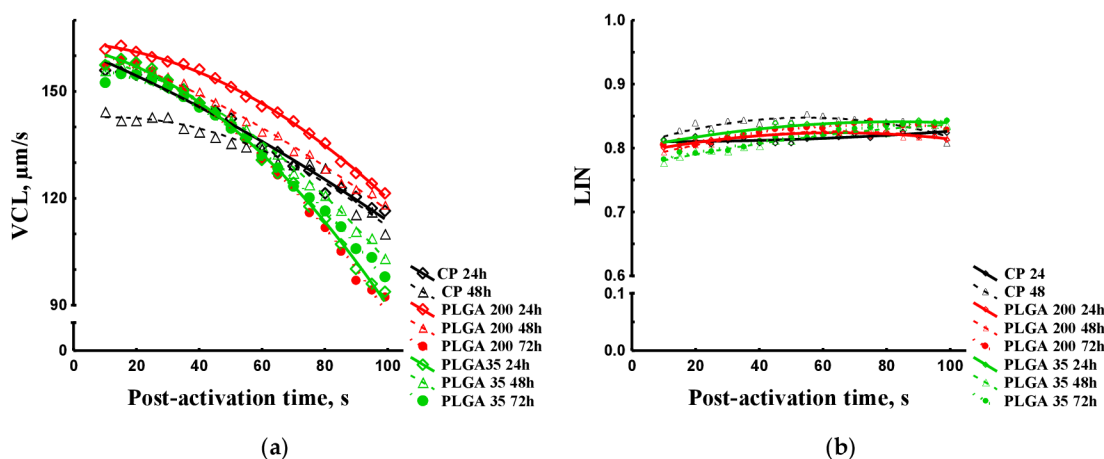 VCL, μm/s
150
120
90
0
0
20
40
60
80
100
Post-activation time, s
CP 24h
CP 48h
PLGA 200 24h
PLGA 200 48h
PLGA 200 72h
PLGA35 24h
PLGA 35 48h
PLGA 35 72h
(a)
LIN
1.0
0.9
0.8
0.7
0.6
0.1
0.0
0
20
40
60
80
100
Post-activation time, s
CP 24
CP 48
PLGA 200 24h
PLGA 200 48h
PLGA 200 72h
PLGA 35 24h
PLGA 35 48h
PLGA 35 72h
(b)